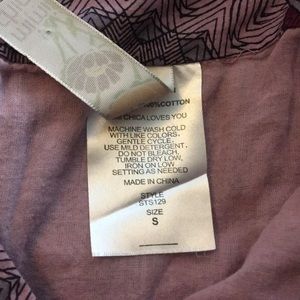 100%COTTON
CHICA LOVES YOU
MACHINE WASH COLD
WITH LIKE COLORS,
GENTLE CYCLE,
USE MILD DETERGENT,
DO NOT BLEACH,
TUMBLE DRY LOW,
IRON ON LOW
SETTING AS NEEDED
MADE IN CHINA
STYLE
STS129
SIZE
S